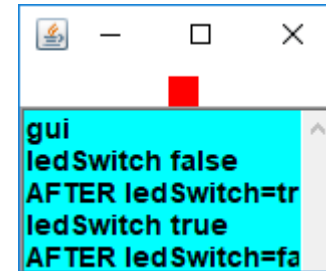 gui
ledSwitch false
AFTER ledSwitch=tr
ledSwitch true
AFTER ledSwitch=fa